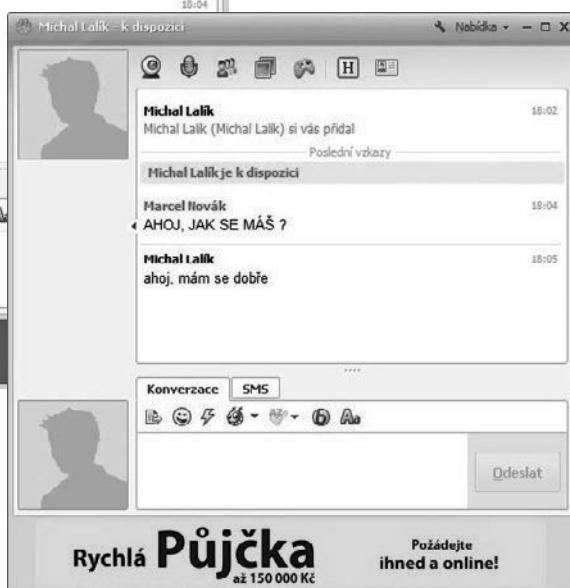 18:04
Michal Lalík - k dispozici
Nabídka
H
Michal Lalík 18:02
Michal Lalík (Michal Lalík) si vás přidal
Poslední vzkazy
Michal Lalík je k dispozici
Marcel Novák 18:04
AHOJ, JAK SE MÁŠ ?
Michal Lalík 18:05
ahoj, mám se dobře
Konverzace SMS
Aa
Odeslat
Rychlá Půjčka
až 150 000 Kč
Požádejte
ihned a online!